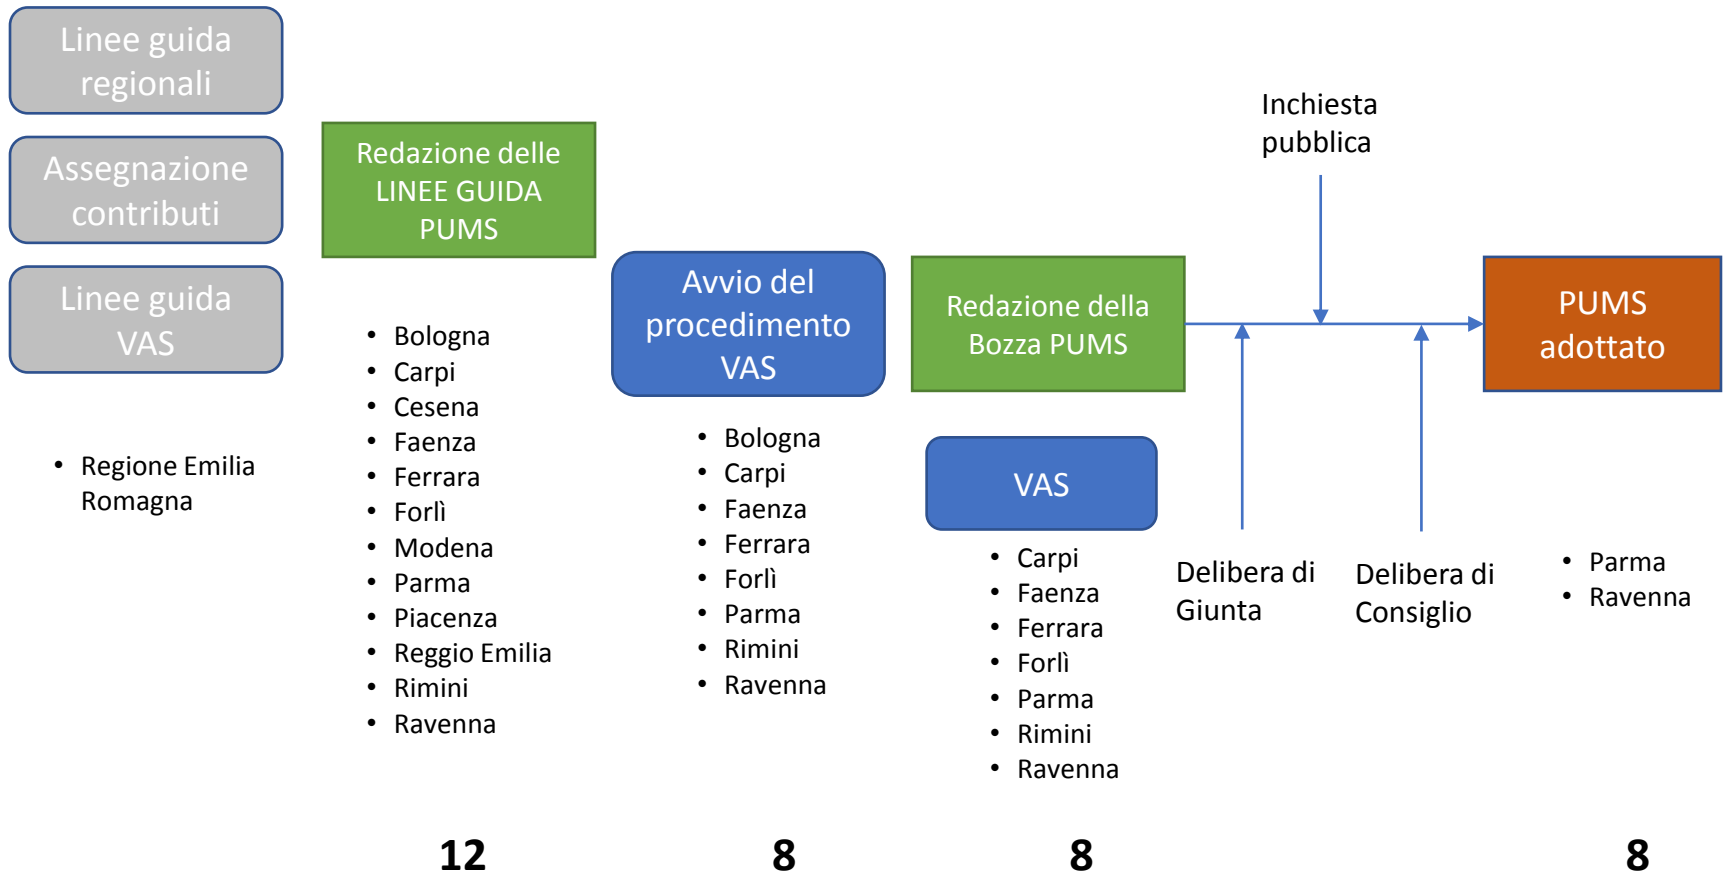 Linee guida
regionali
Assegnazione
contributi
Linee guida
VAS
• Regione Emilia
Romagna
Redazione delle
LINEE GUIDA
PUMS
• Bologna
• Carpi
• Cesena
• Faenza
• Ferrara
• Forlì
• Modena
• Parma
• Piacenza
• Reggio Emilia
• Rimini
• Ravenna
12
Avvio del
procedimento
VAS
• Bologna
• Carpi
• Faenza
• Ferrara
• Forlì
• Parma
• Rimini
• Ravenna
8
Redazione della
Bozza PUMS
VAS
• Carpi
• Faenza
• Ferrara
• Forlì
• Parma
• Rimini
• Ravenna
8
Inchiesta
pubblica
Delibera di
Giunta
Delibera di
Consiglio
PUMS
adottato
• Parma
• Ravenna
8